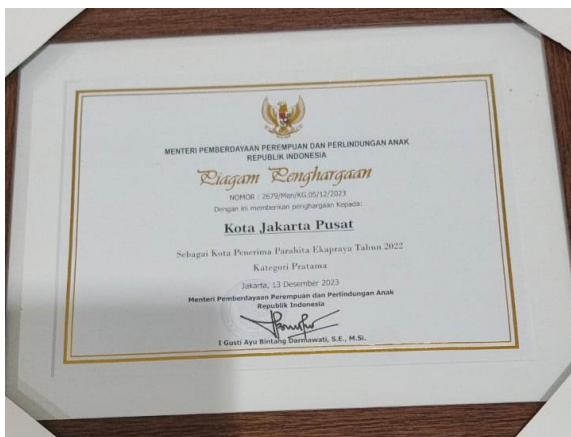 MENTERI PEMBERDAYAAN PEREMPUAN DAN PERLINDUNGAN ANAK
REPUBLIK INDONESIA
Piagam Penghargaan
NOMOR : 2679/Men/KG.05/12/2023
Dengan ini memberikan penghargaan Kepada:
Kota Jakarta Pusat
Sebagai Kota Penerima Parahita Ekapraya Tahun 2022
Kategori Pratama
Jakarta, 13 Desember 2023
Menteri Pemberdayaan Perempuan dan Perlindungan Anak
Republik Indonesia
I Gusti Ayu Bintang Darmawati, S.E., M.Si.